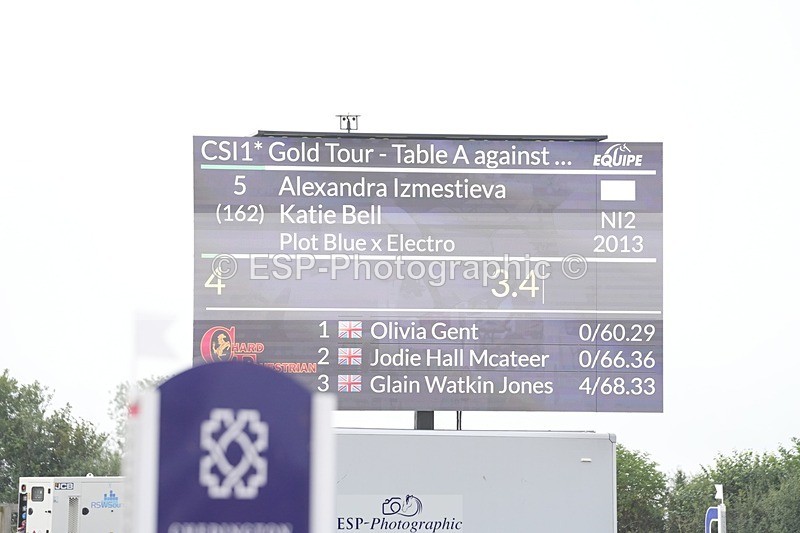 CSI1* Gold Tour - Table A against ... EQUIPE
5 Alexandra Izmestieva
(162) Katie Bell NI2
Plot Blue x Electro 2013
© ESP-Photographic ©
4 3.4
1 Olivia Gent 0/60.29
2 Jodie Hall Mcateer 0/66.36
3 Glain Watkin Jones 4/68.33
CHARD
JCB
ESP-Photographic